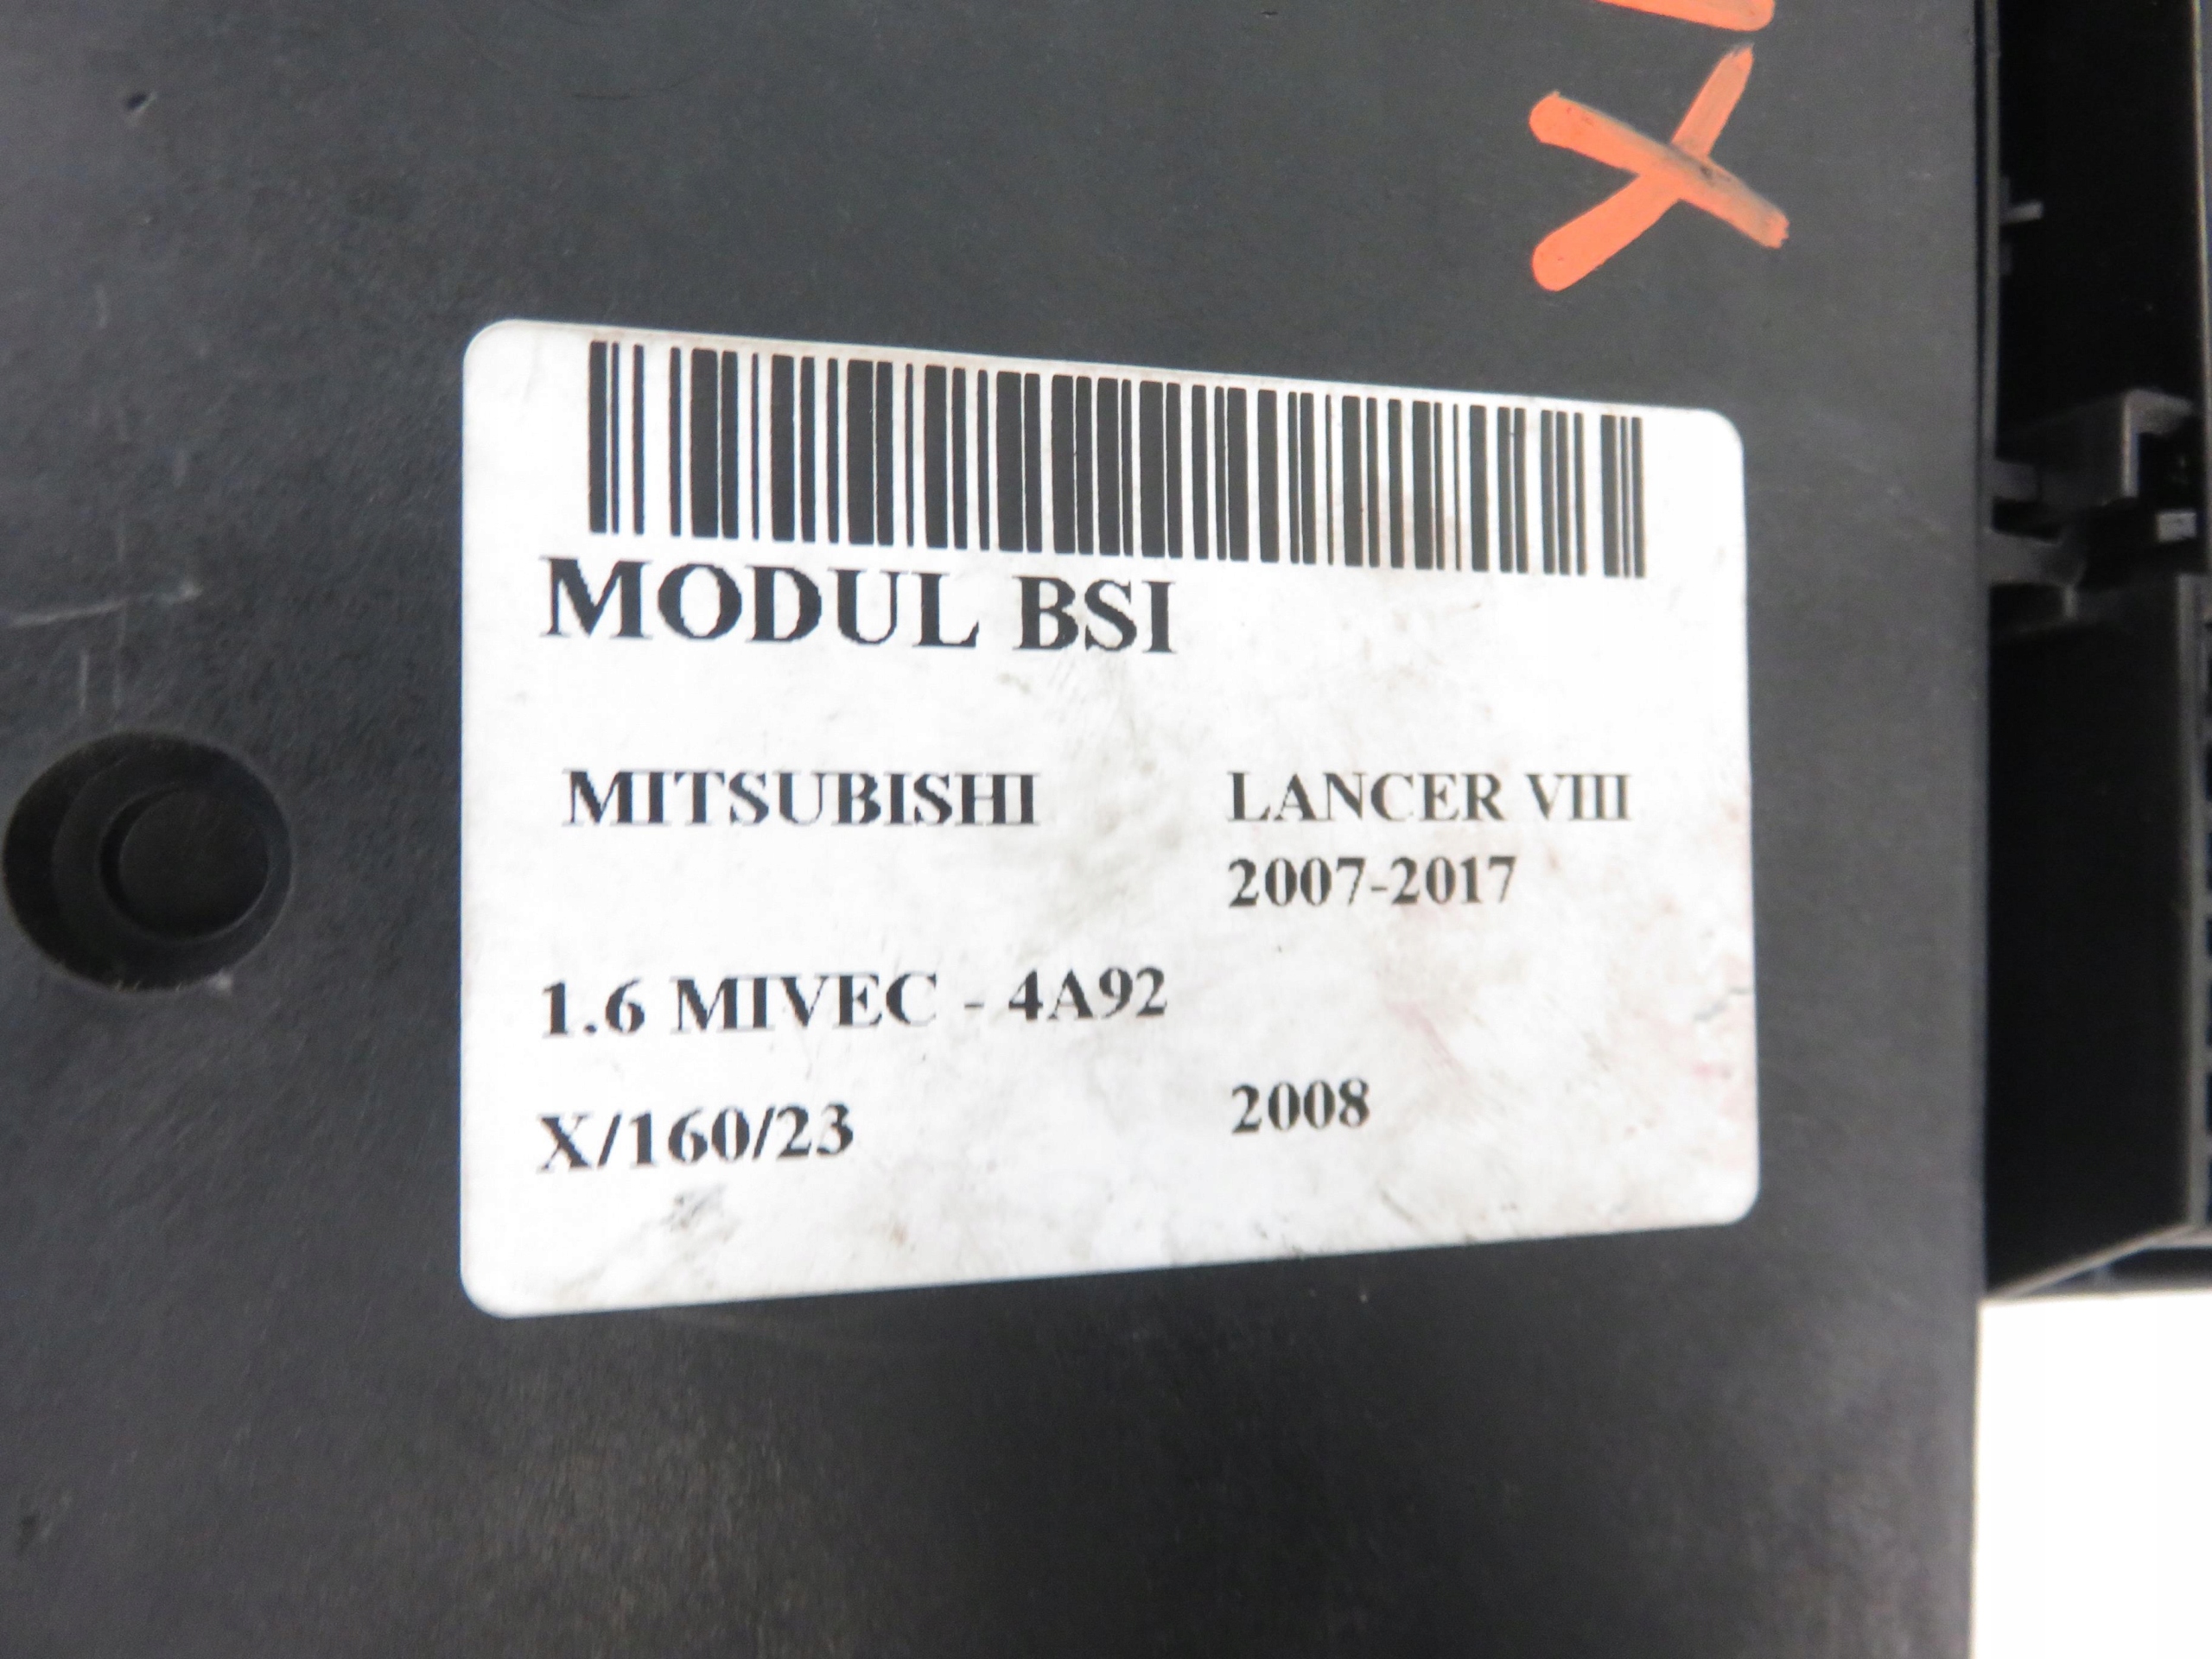 X
MODUL BSI
MITSUBISHI LANCER VIII
2007-2017
1.6 MIVEC - 4A92
X/160/23 2008